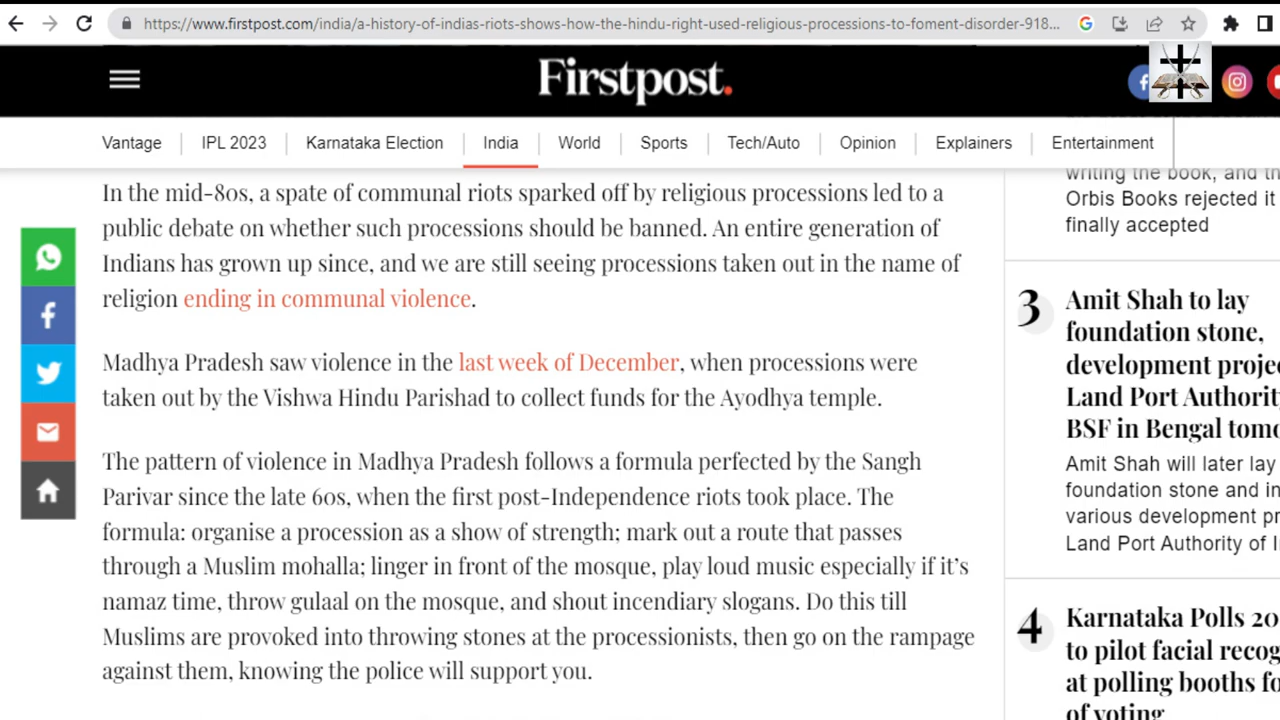 https://www.firstpost.com/india/a-history-of-indias-riots-shows-how-the-hindu-right-used-religious-processions-to-foment-disorder-918...
Firstpost.
Vantage
IPL 2023
Karnataka Election
India
World
Sports
Tech/Auto
Opinion
Explainers
Entertainment
In the mid-80s, a spate of communal riots sparked off by religious processions led to a
public debate on whether such processions should be banned. An entire generation of
Indians has grown up since, and we are still seeing processions taken out in the name of
religion ending in communal violence.
Madhya Pradesh saw violence in the last week of December, when processions were
taken out by the Vishwa Hindu Parishad to collect funds for the Ayodhya temple.
The pattern of violence in Madhya Pradesh follows a formula perfected by the Sangh
Parivar since the late 60s, when the first post-Independence riots took place. The
formula: organise a procession as a show of strength; mark out a route that passes
through a Muslim mohalla; linger in front of the mosque, play loud music especially if it's
namaz time, throw gulaal on the mosque, and shout incendiary slogans. Do this till
Muslims are provoked into throwing stones at the processionists, then go on the rampage
against them, knowing the police will support you.
writing the book, and th
Orbis Books rejected it
finally accepted
3
Amit Shah to lay
foundation stone,
development proje
Land Port Authorit
BSF in Bengal tomo
Amit Shah will later lay
foundation stone and in
various development pr
Land Port Authority of I
4
Karnataka Polls 20
to pilot facial recog
at polling booths fo
of voting